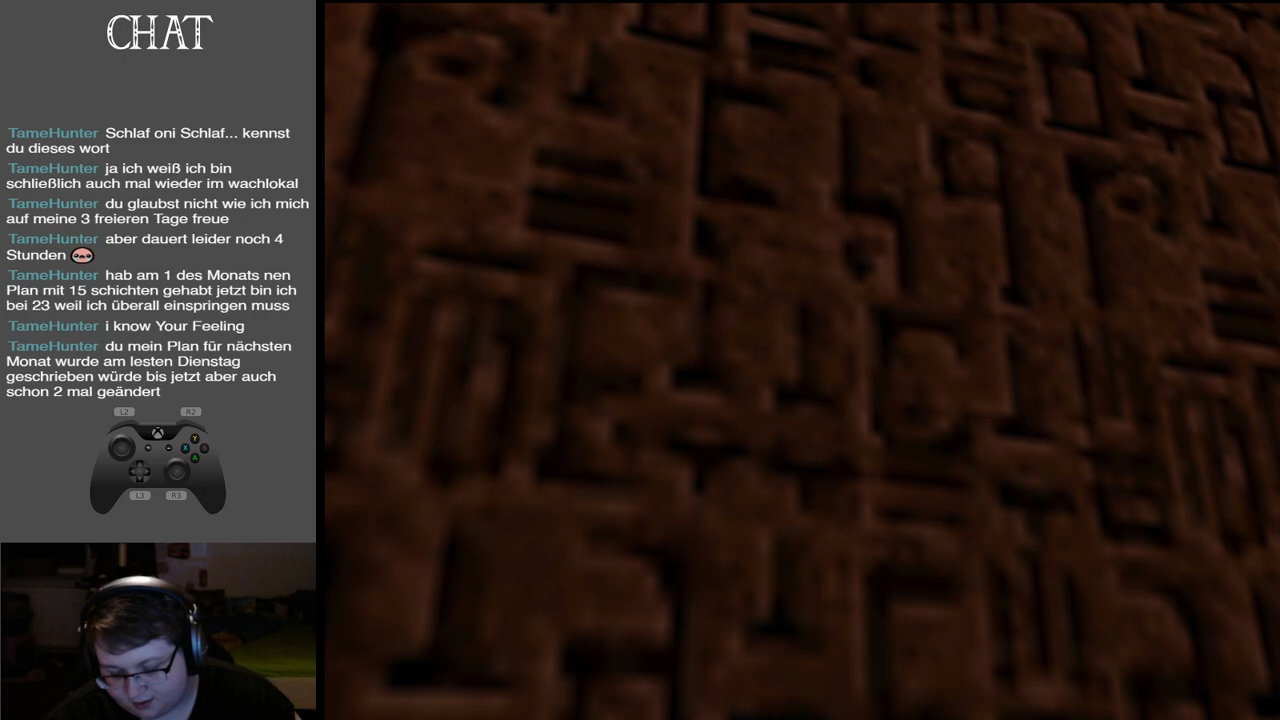 CHAT
TameHunter Schlaf oni Schlaf... kennst
du dieses wort
TameHunter ja ich weiß ich bin
schließlich auch mal wieder im wachlokal
TameHunter du glaubst nicht wie ich mich
auf meine 3 freieren Tage freue
TameHunter aber dauert leider noch 4
Stunden
TameHunter hab am 1 des Monats nen
Plan mit 15 schichten gehabt jetzt bin ich
bei 23 weil ich überall einspringen muss
TameHunter i know Your Feeling
TameHunter du mein Plan für nächsten
Monat wurde am lesten Dienstag
geschrieben würde bis jetzt aber auch
schon 2 mal geändert
L2 R2
Y
X B
A
L3 R3